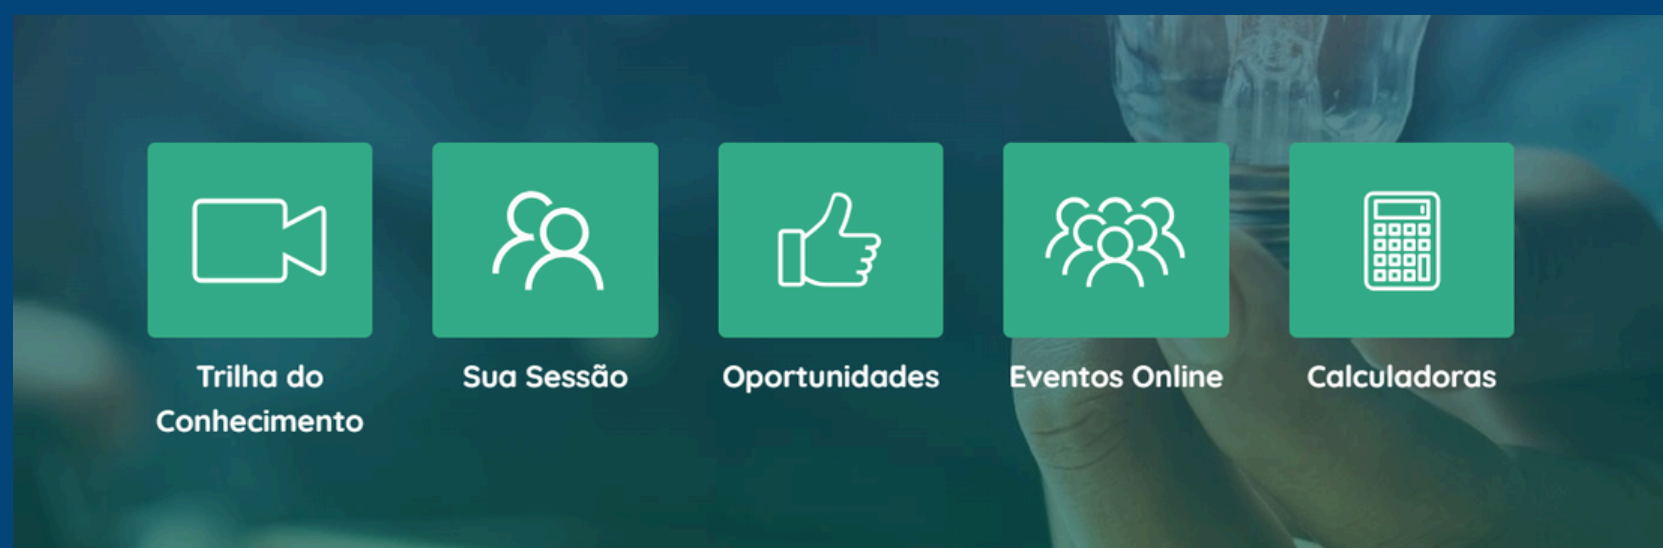 Trilha do
Conhecimento
Sua Sessão
Oportunidades
Eventos Online
Calculadoras